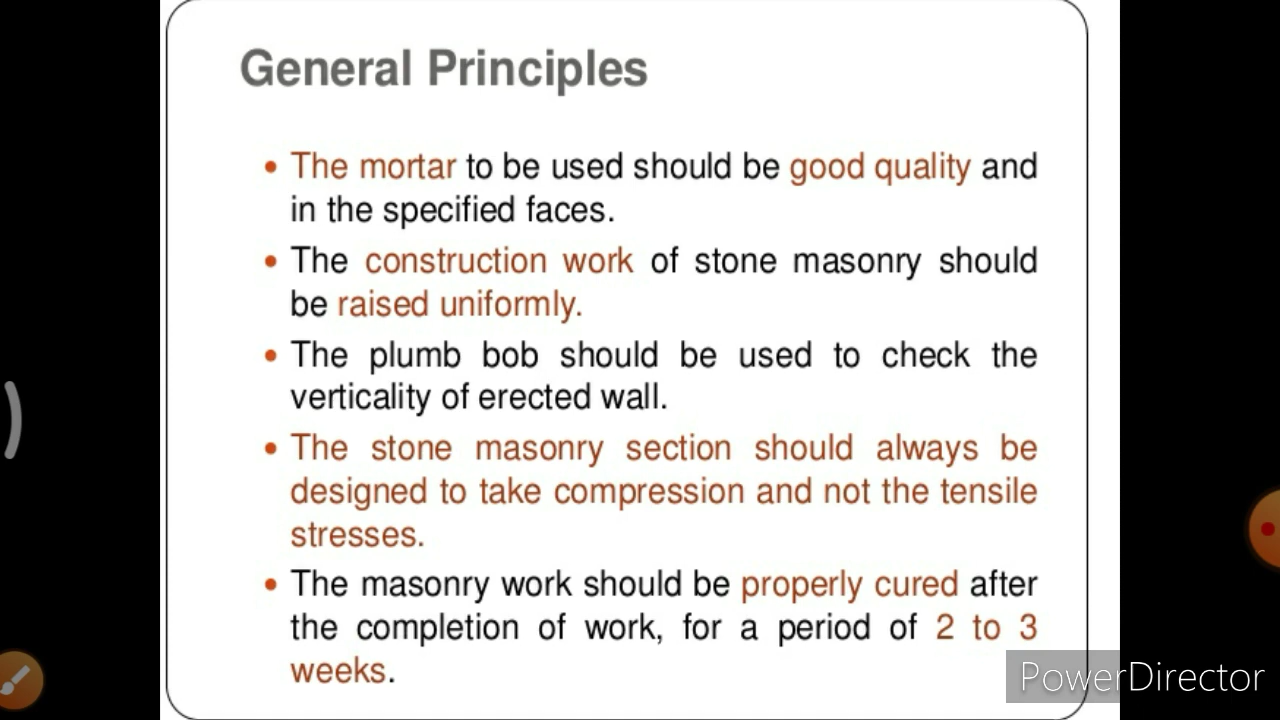 General Principles
• The mortar to be used should be good quality and
in the specified faces.
• The construction work of stone masonry should
be raised uniformly.
• The plumb bob should be used to check the
verticality of erected wall.
• The stone masonry section should always be
designed to take compression and not the tensile
stresses.
• The masonry work should be properly cured after
the completion of work, for a period of 2 to 3
weeks.
PowerDirector